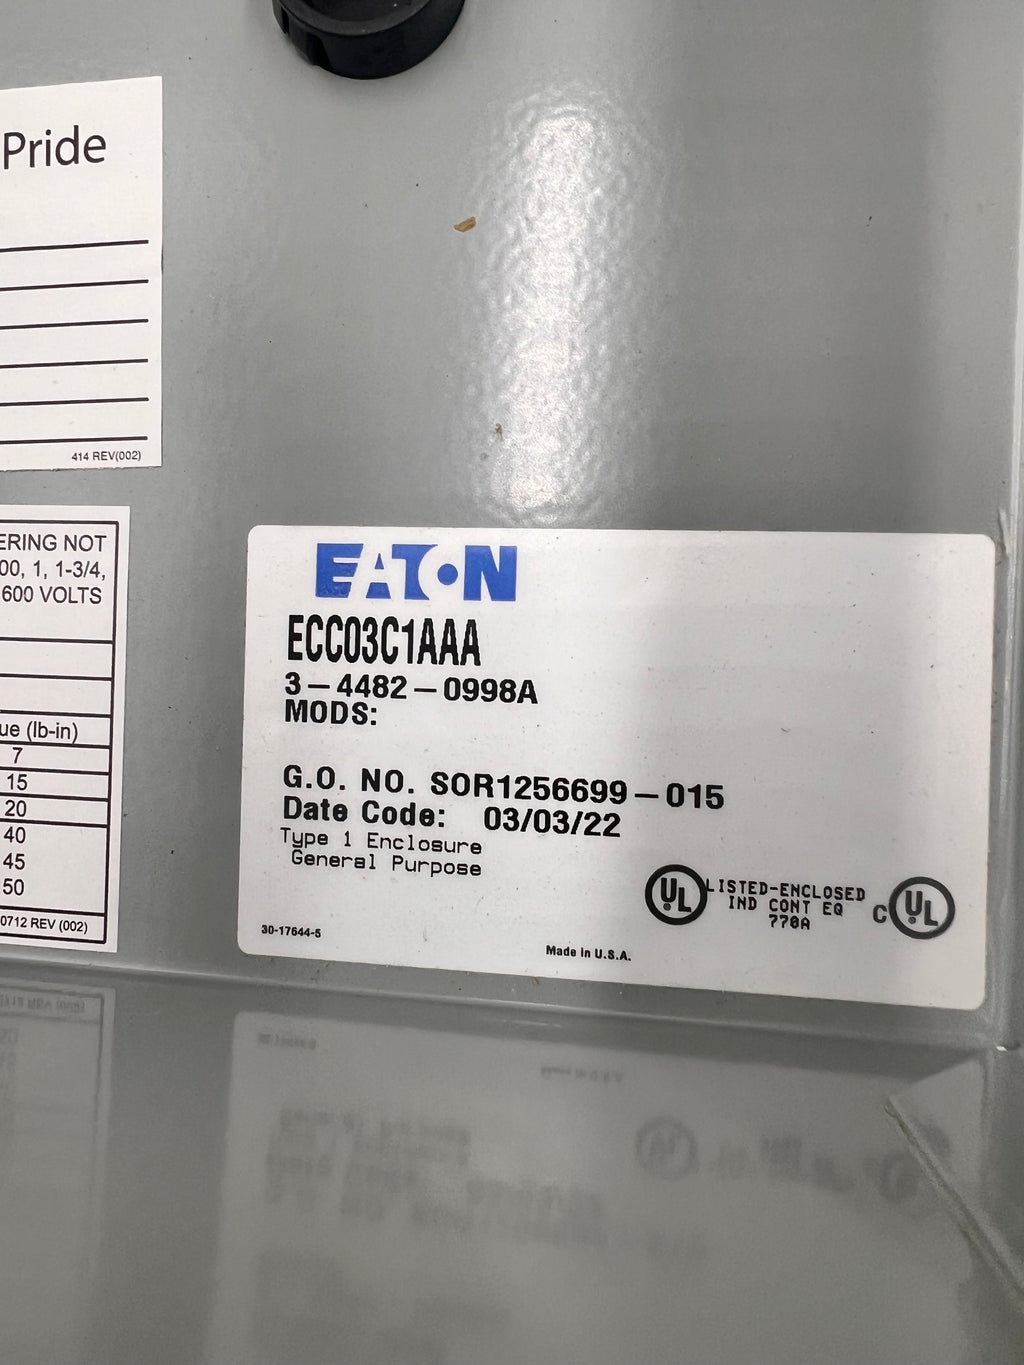 Pride
414 REV(002)
ERING NOT
00, 1, 1-3/4,
600 VOLTS
ue (lb-in)
7
15
20
40
45
50
0712 REV (002)
EATON
ECC03C1AAA
3-4482-0998A
MODS:
G.O. NO. SOR1256699-015
Date Code: 03/03/22
Type 1 Enclosure
General Purpose
UL LISTED-ENCLOSED
IND CONT EQ
770A
C UL
30-17644-5
Made in U.S.A.